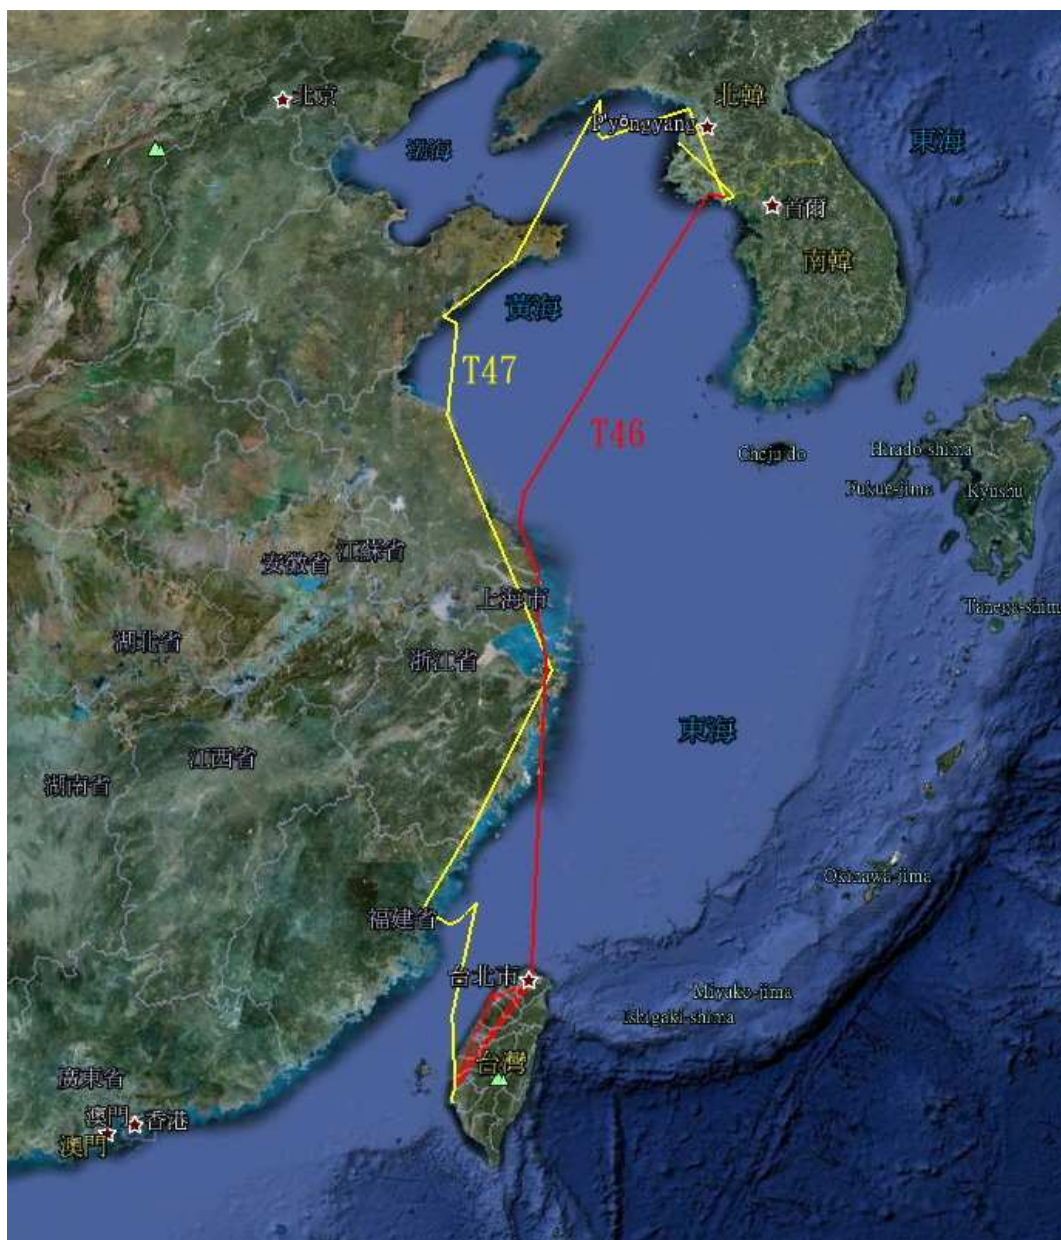 北京
北韓
P'yŏngyang
東海
渤海
首爾
南韓
黃海
T47
T46
Cheju do
Hirado-shima
Fukue-jima
Kyushu
江蘇省
安徽省
上海市
Tanega-shim
湖北省
浙江省
東海
江西省
湖南省
Okinawa-jima
福建省
台北市
Miyako-jima
Ishigaki-shima
台灣
廣東省
澳門
香港
澳門